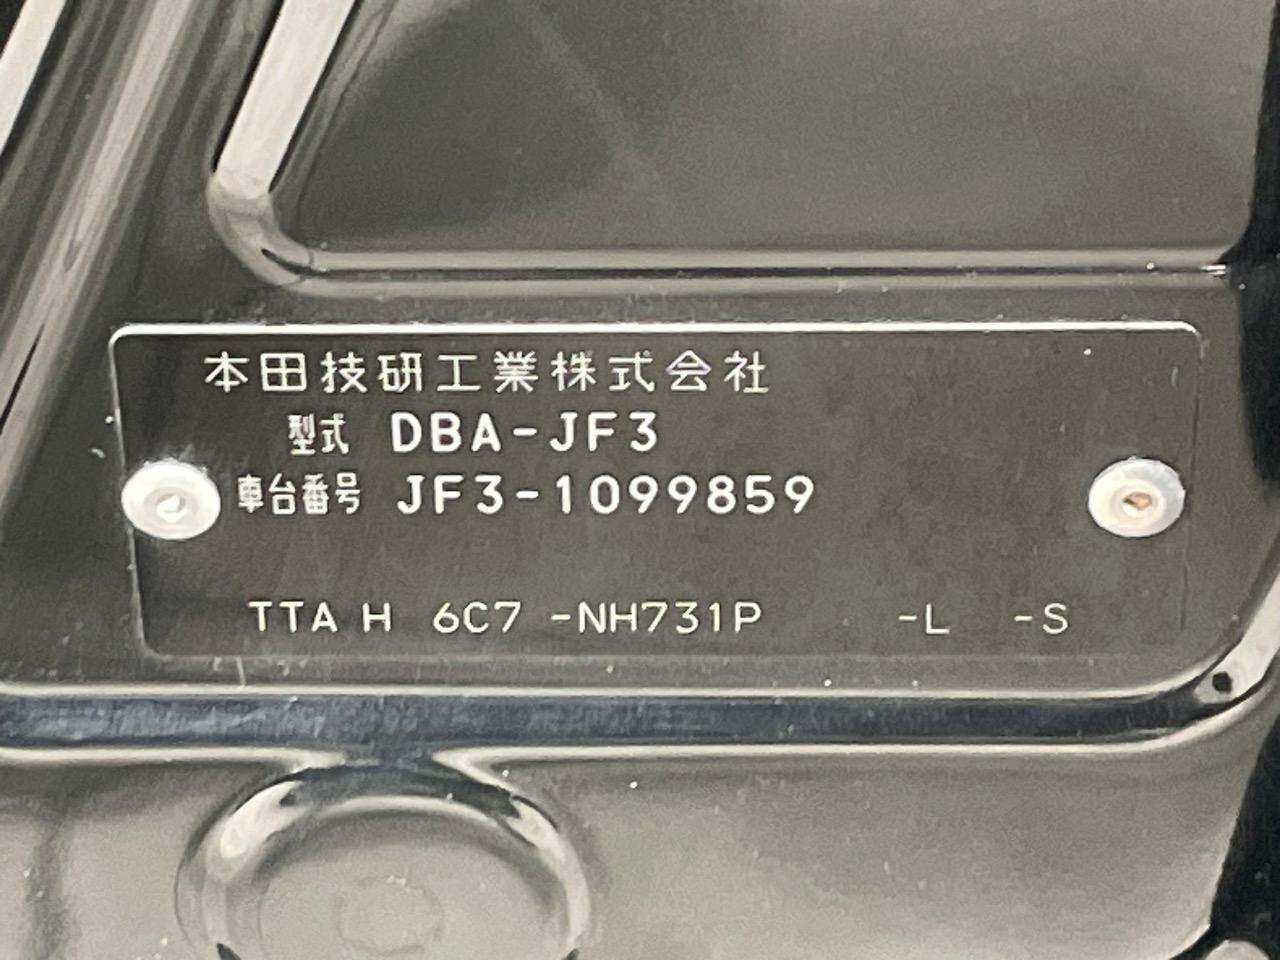 本田技研工業株式会社
型式 DBA-JF3
車台番号 JF3-1099859
TTA H 6C7 -NH731P -L -S